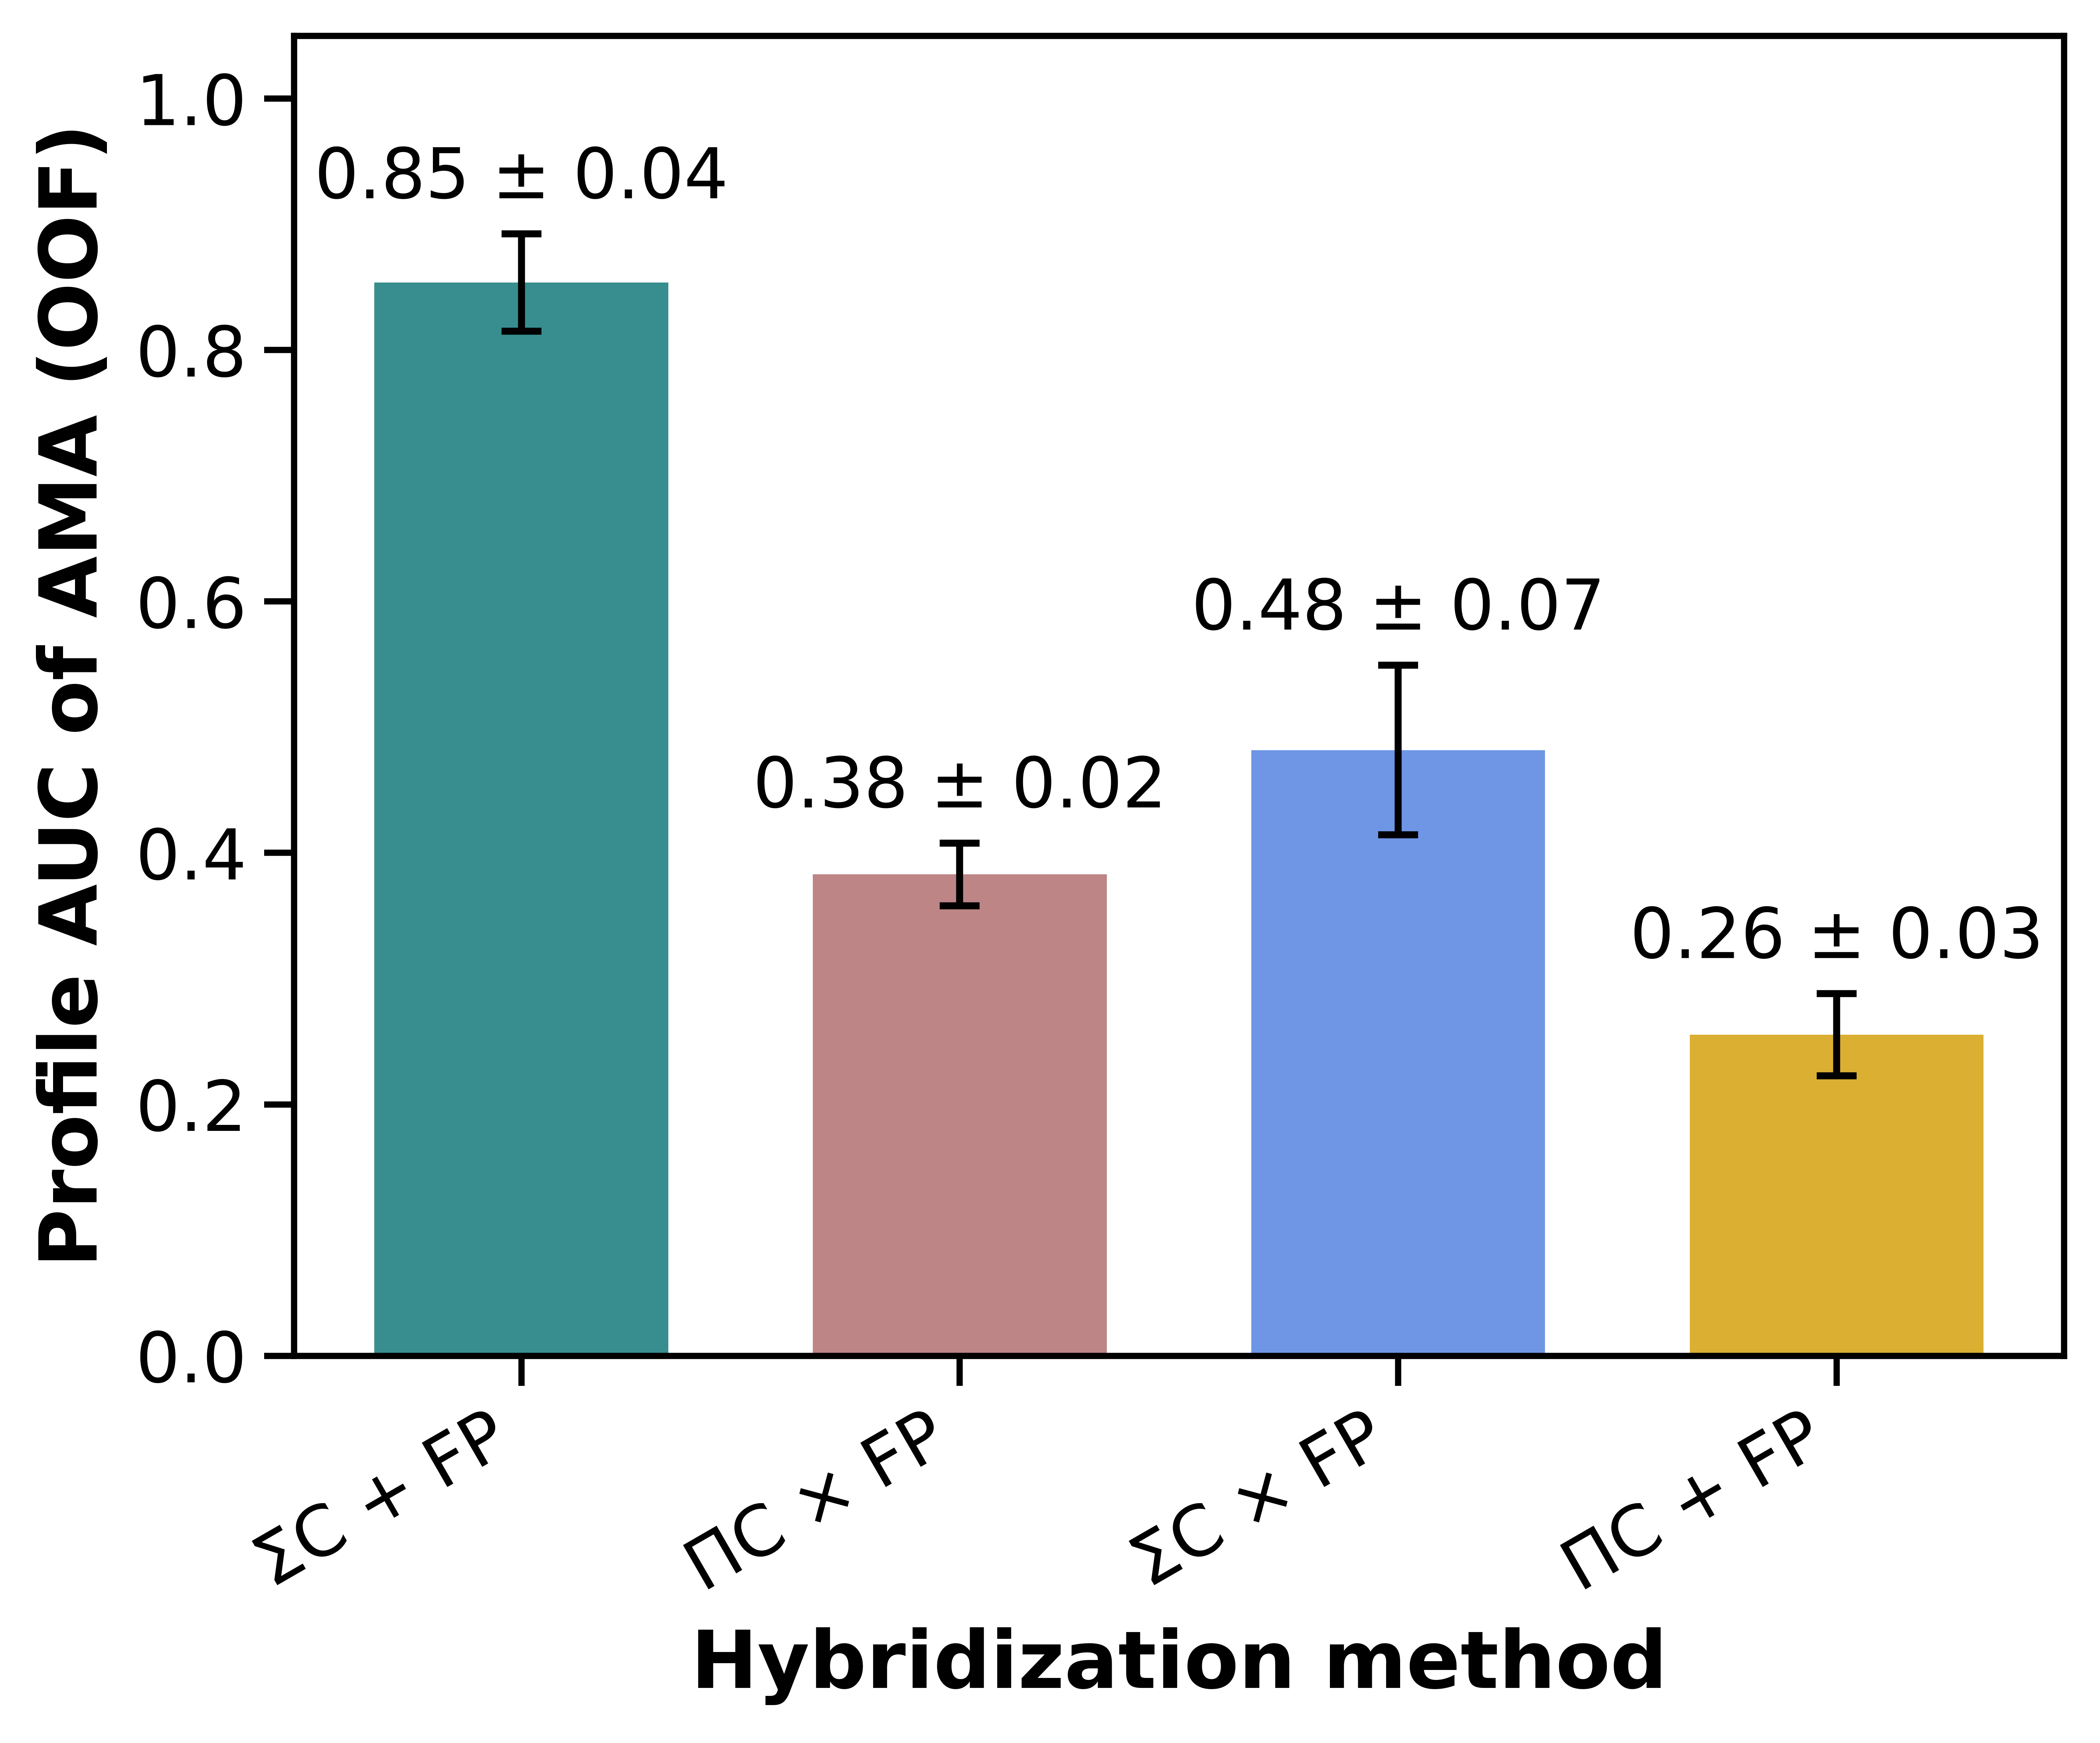 Profile AUC of AMA (OOF)
1.0
0.8
0.6
0.4
0.2
0.0
0.85 ± 0.04
0.38 ± 0.02
0.48 ± 0.07
0.26 ± 0.03
ΣC + FP
ΠC × FP
ΣC × FP
ΠC + FP
Hybridization method